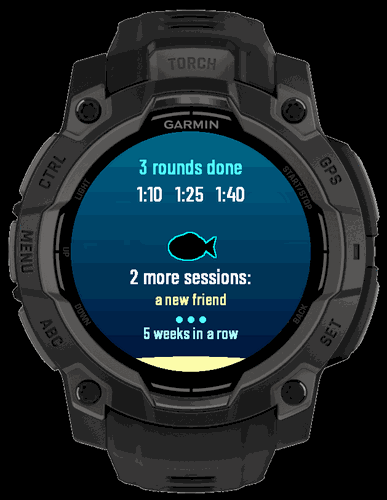 TORCH
GARMIN
CTRL
LIGHT
GPS
START/STOP
3 rounds done
1:10 1:25 1:40
MENU
UP
2 more sessions:
a new friend
5 weeks in a row
ABC
DOWN
SET
BACK